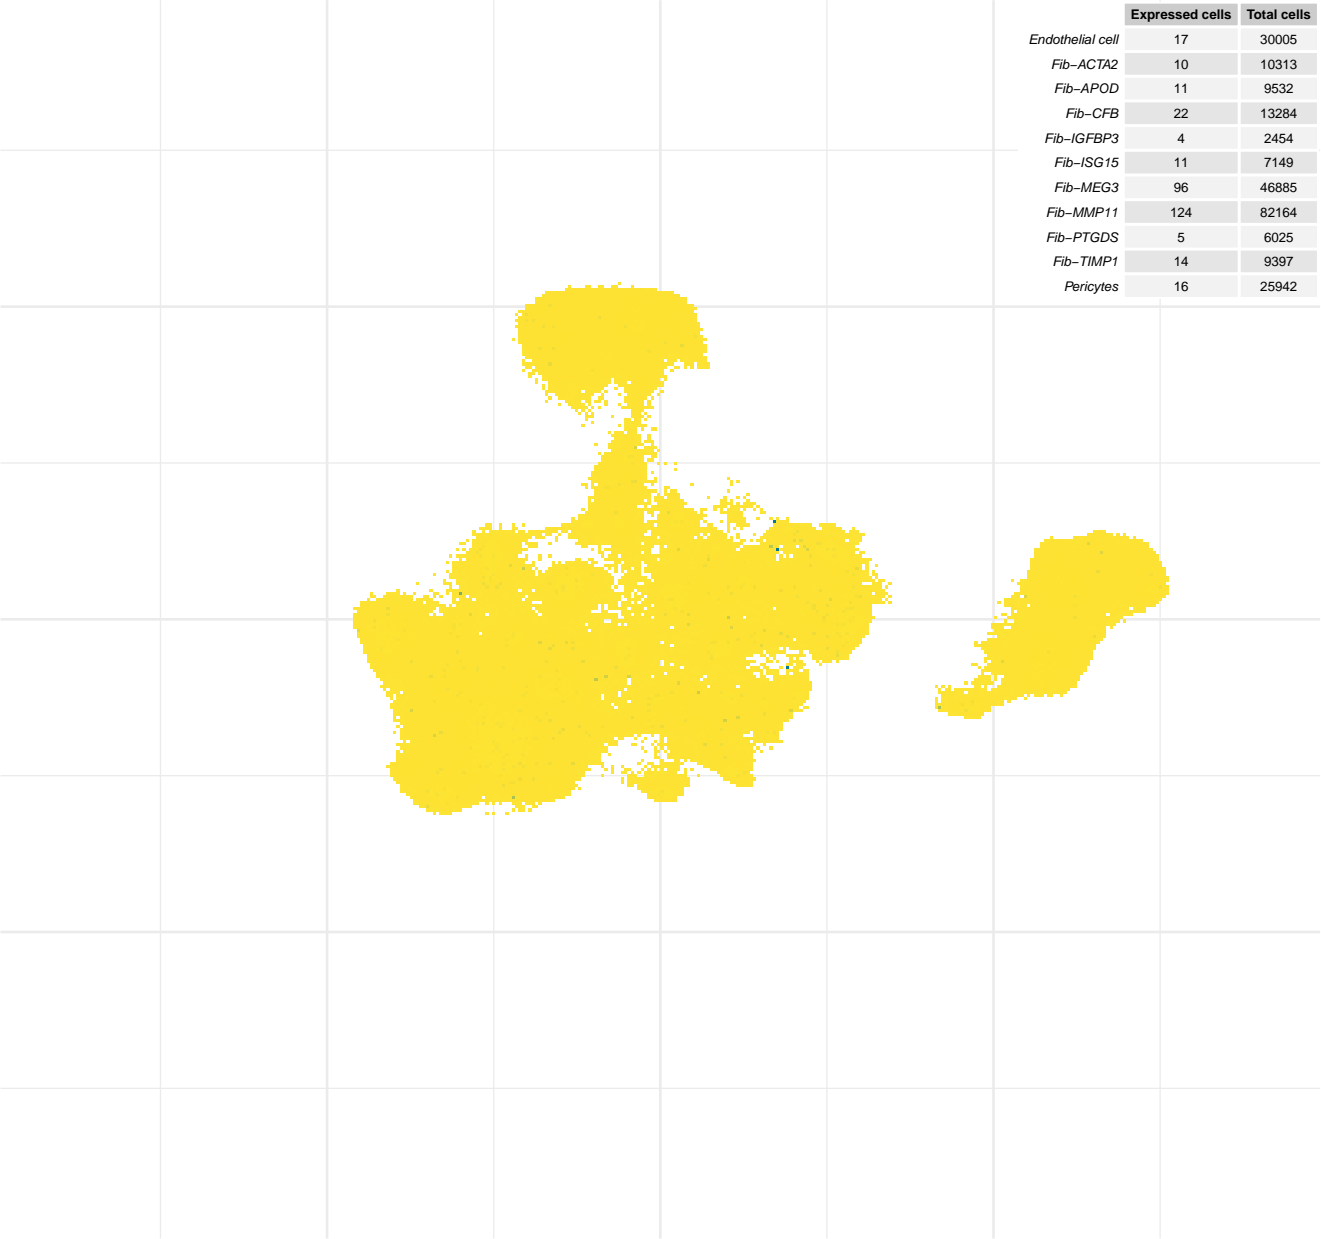 Expressed cells Total cells
Endothelial cell 17 30005
Fib−ACTA2 10 10313
Fib−APOD 11 9532
Fib−CFB 22 13284
Fib−IGFBP3 4 2454
Fib−ISG15 11 7149
Fib−MEG3 96 46885
Fib−MMP11 124 82164
Fib−PTGDS 5 6025
Fib−TIMP1 14 9397
Pericytes 16 25942